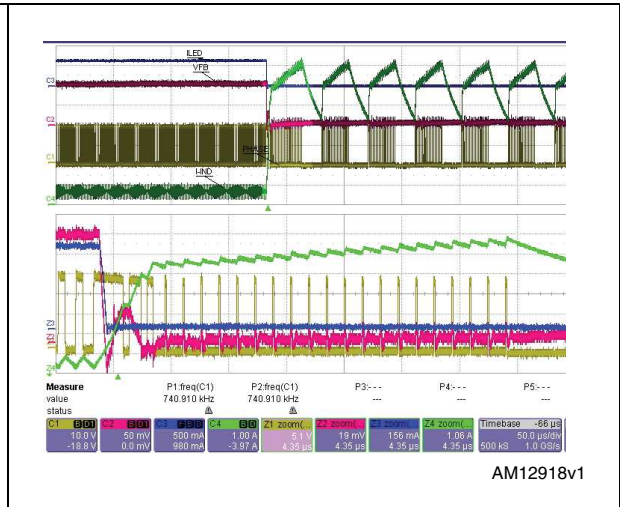 ILED
VFB
C3
C2
PHASE
C1
I-IND
C4
Z4
Measure P1:freq(C1) P2:freq(C1) P3:- - - P4:- - - P5:- - -
value 740.910 kHz 740.910 kHz --- --- ---
status
C1 C2 C3 C4 Z1 zoom(... Z2 zoom(... Z3 zoom(... Z4 zoom(... Timebase -66 µs
10.0 V 50 mV 500 mA 1.00 A 5.1 V 19 mV 156 mA 1.06 A 50.0 µs/div
-18.8 V 0.0 mV 980 mA -3.97 A 4.35 µs 4.35 µs 4.35 µs 4.35 µs 500 kS 1.0 GS/s
AM12918v1